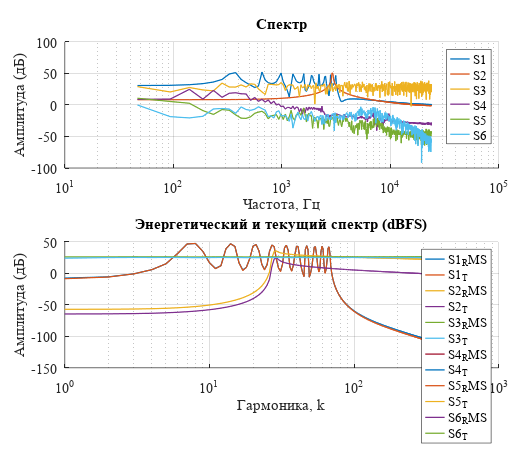 Спектр
Амплитуда (дБ)
100
50
0
-50
-100
10¹
10²
10³
10⁴
10⁵
Частота, Гц
S1
S2
S3
S4
S5
S6
Энергетический и текущий спектр (dBFS)
Амплитуда (дБ)
50
0
-50
-100
-150
10⁰
10¹
10²
10³
Гармоника, k
S1RMS
S1T
S2RMS
S2T
S3RMS
S3T
S4RMS
S4T
S5RMS
S5T
S6RMS
S6T